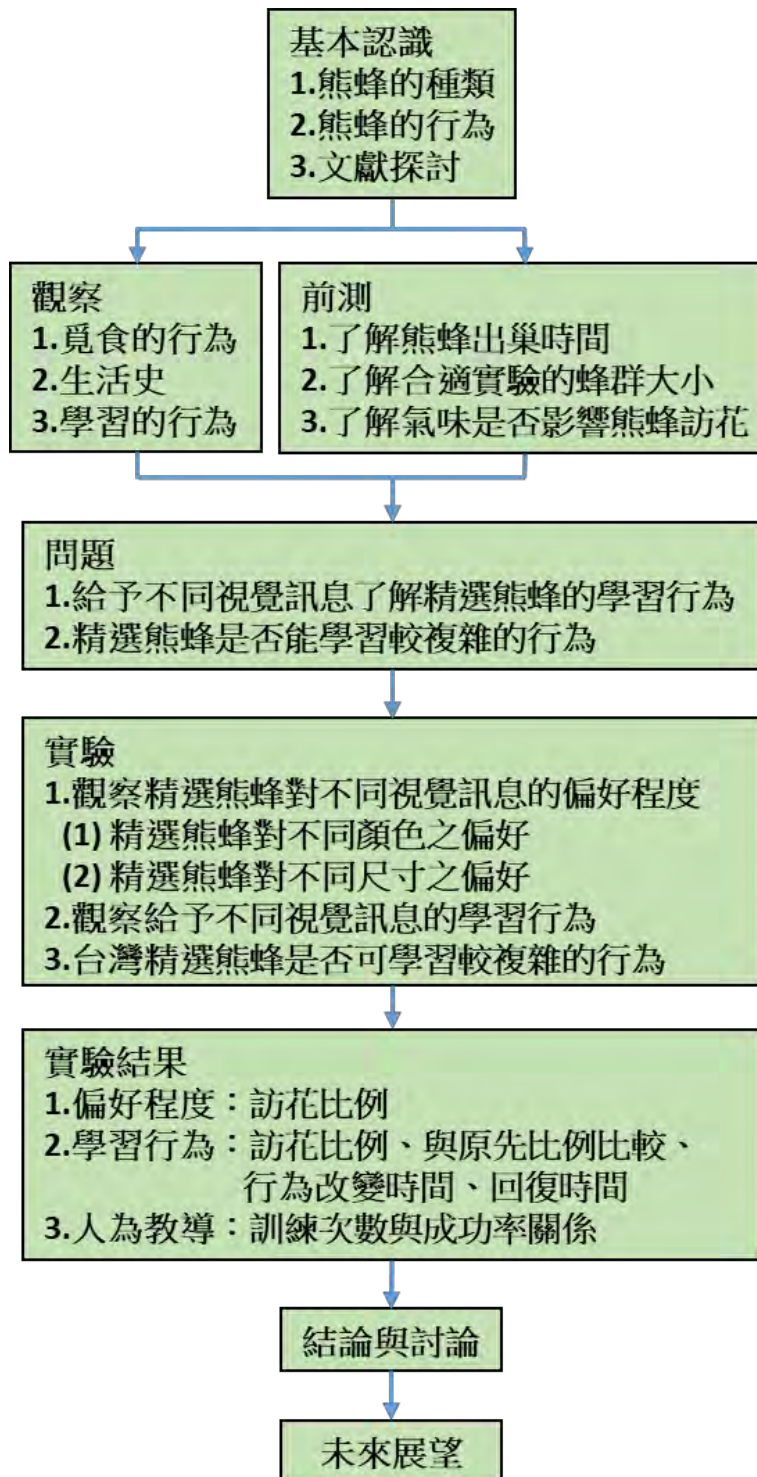 基本認識
1.熊蜂的種類
2.熊蜂的行為
3.文獻探討
觀察
1.覓食的行為
2.生活史
3.學習的行為
前測
1.了解熊蜂出巢時間
2.了解合適實驗的蜂群大小
3.了解氣味是否影響熊蜂訪花
問題
1.給予不同視覺訊息了解精選熊蜂的學習行為
2.精選熊蜂是否能學習較複雜的行為
實驗
1.觀察精選熊蜂對不同視覺訊息的偏好程度
(1) 精選熊蜂對不同顏色之偏好
(2) 精選熊蜂對不同尺寸之偏好
2.觀察給予不同視覺訊息的學習行為
3.台灣精選熊蜂是否可學習較複雜的行為
實驗結果
1.偏好程度：訪花比例
2.學習行為：訪花比例、與原先比例比較、
行為改變時間、回復時間
3.人為教導：訓練次數與成功率關係
結論與討論
未來展望